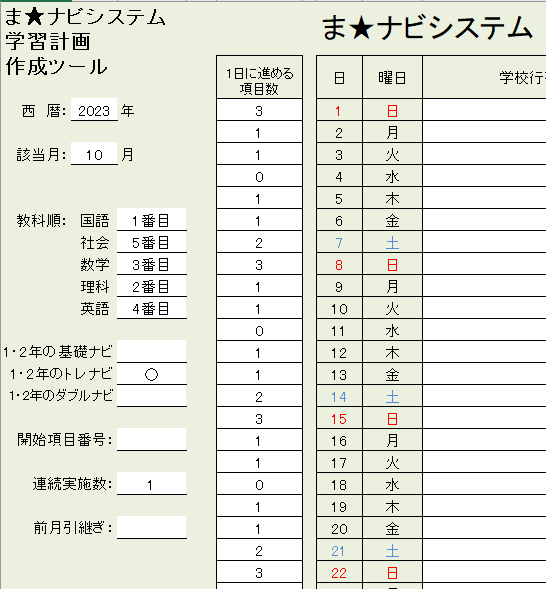 ま★ナビシステム
学習計画
作成ツール
西 暦: 2023 年
該当月: 10 月
教科順: 国語 1番目
社会 5番目
数学 3番目
理科 2番目
英語 4番目
1・2年の基礎ナビ
1・2年のトレナビ ○
1・2年のダブルナビ
開始項目番号:
連続実施数: 1
前月引継ぎ:
ま★ナビシステム
1日に進める
項目数
日 曜日 学校行
3 1 日
1 2 月
1 3 火
0 4 水
1 5 木
1 6 金
2 7 土
3 8 日
1 9 月
1 10 火
0 11 水
1 12 木
1 13 金
2 14 土
3 15 日
1 16 月
1 17 火
0 18 水
1 19 木
1 20 金
2 21 土
3 22 日